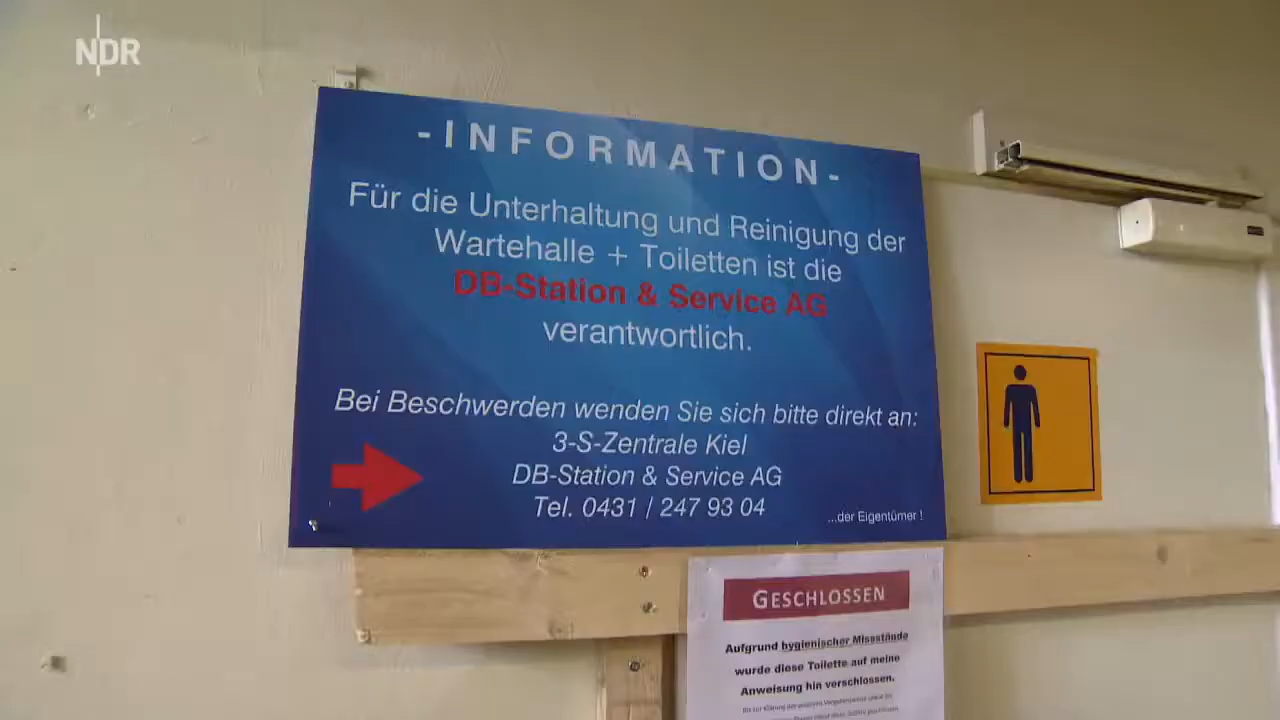 NDR
- INFORMATION -
Für die Unterhaltung und Reinigung der
Wartehalle + Toiletten ist die
DB-Station & Service AG
verantwortlich.
Bei Beschwerden wenden Sie sich bitte direkt an:
3-S-Zentrale Kiel
DB-Station & Service AG
Tel. 0431 / 247 93 04
...der Eigentümer !
GESCHLOSSEN
Aufgrund hygienischer Missstände
wurde diese Toilette auf meine
Anweisung hin verschlossen.